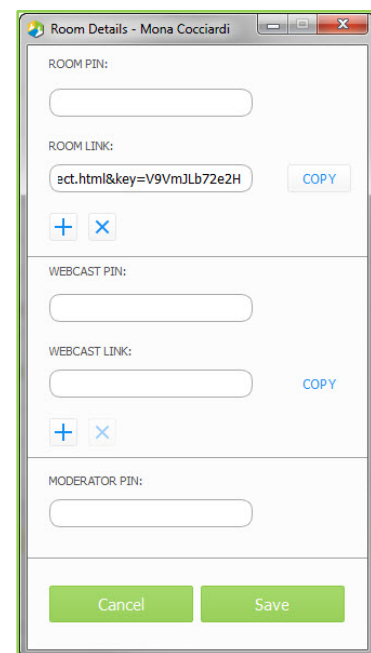 Room Details - Mona Cocciardi
ROOM PIN:
ROOM LINK:
ect.html&key=V9VmJLb72e2H
COPY
WEBCAST PIN:
WEBCAST LINK:
COPY
MODERATOR PIN:
Cancel
Save